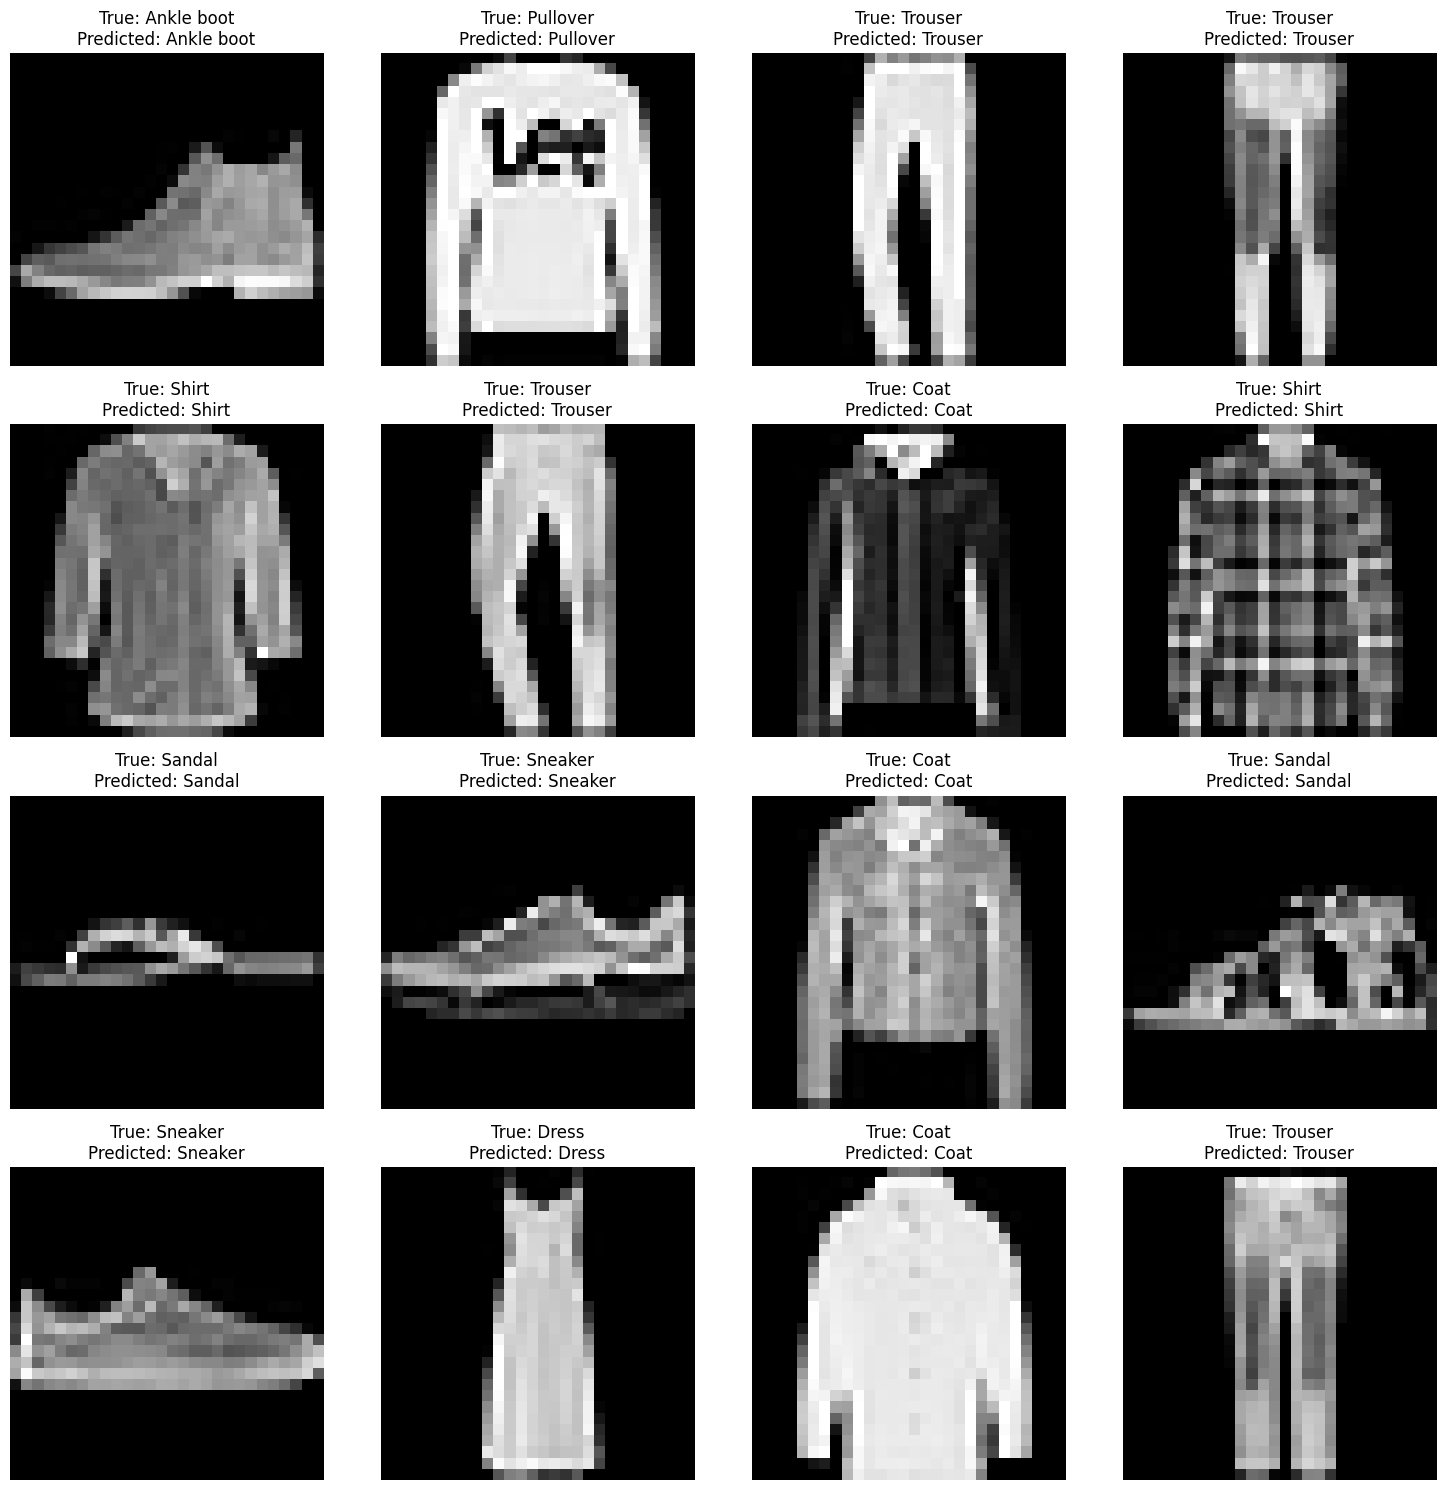 True: Ankle boot
Predicted: Ankle boot
True: Pullover
Predicted: Pullover
True: Trouser
Predicted: Trouser
True: Trouser
Predicted: Trouser
True: Shirt
Predicted: Shirt
True: Trouser
Predicted: Trouser
True: Coat
Predicted: Coat
True: Shirt
Predicted: Shirt
True: Sandal
Predicted: Sandal
True: Sneaker
Predicted: Sneaker
True: Coat
Predicted: Coat
True: Sandal
Predicted: Sandal
True: Sneaker
Predicted: Sneaker
True: Dress
Predicted: Dress
True: Coat
Predicted: Coat
True: Trouser
Predicted: Trouser